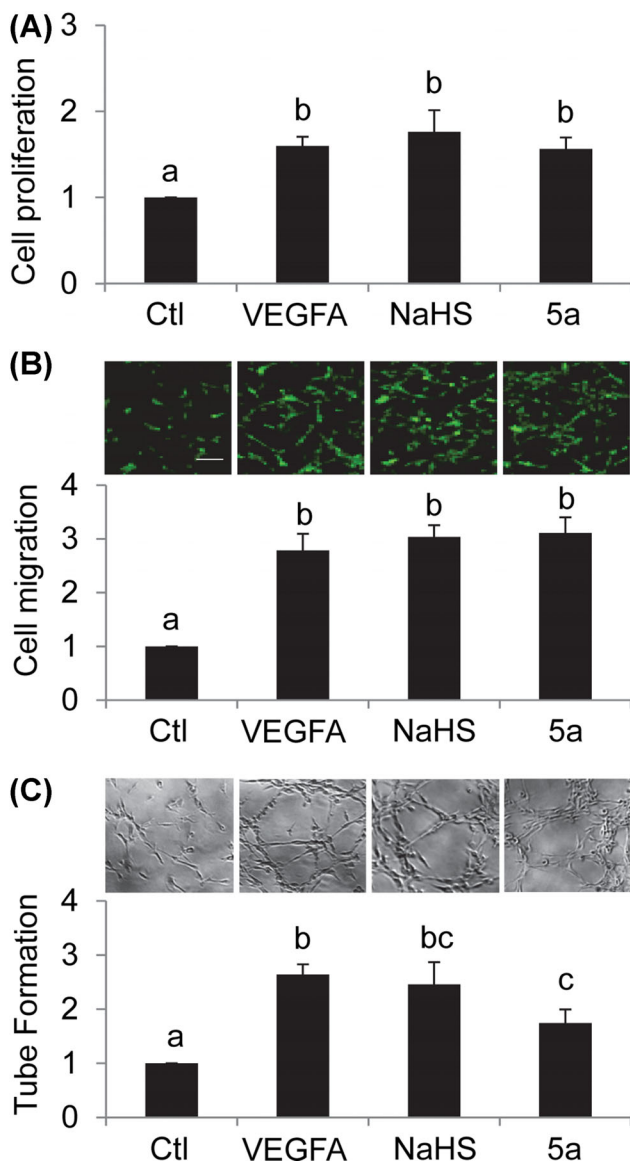 (A)
Cell proliferation
3
2
1
0
a
b
b
b
Ctl VEGFA NaHS 5a
(B)
Cell migration
4
3
2
1
0
a
b
b
b
Ctl VEGFA NaHS 5a
(C)
Tube Formation
4
3
2
1
0
a
b
bc
c
Ctl VEGFA NaHS 5a